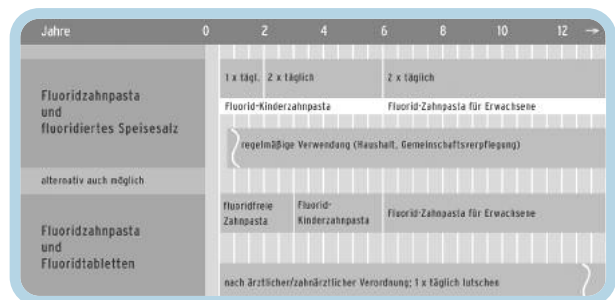 Jahre 0 2 4 6 8 10 12 →
1 x tägl. 2 x täglich 2 x täglich
Fluoridzahnpasta
und
fluoridiertes Speisesalz
Fluorid-Kinderzahnpasta Fluorid-Zahnpasta für Erwachsene
regelmäßige Verwendung (Haushalt, Gemeinschaftsverpflegung)
alternativ auch möglich
Fluoridzahnpasta
und
Fluoridtabletten
fluoridfreie
Zahnpasta
Fluorid-
Kinderzahnpasta
Fluorid-Zahnpasta für Erwachsene
nach ärztlicher/zahnärztlicher Verordnung; 1 x täglich lutschen